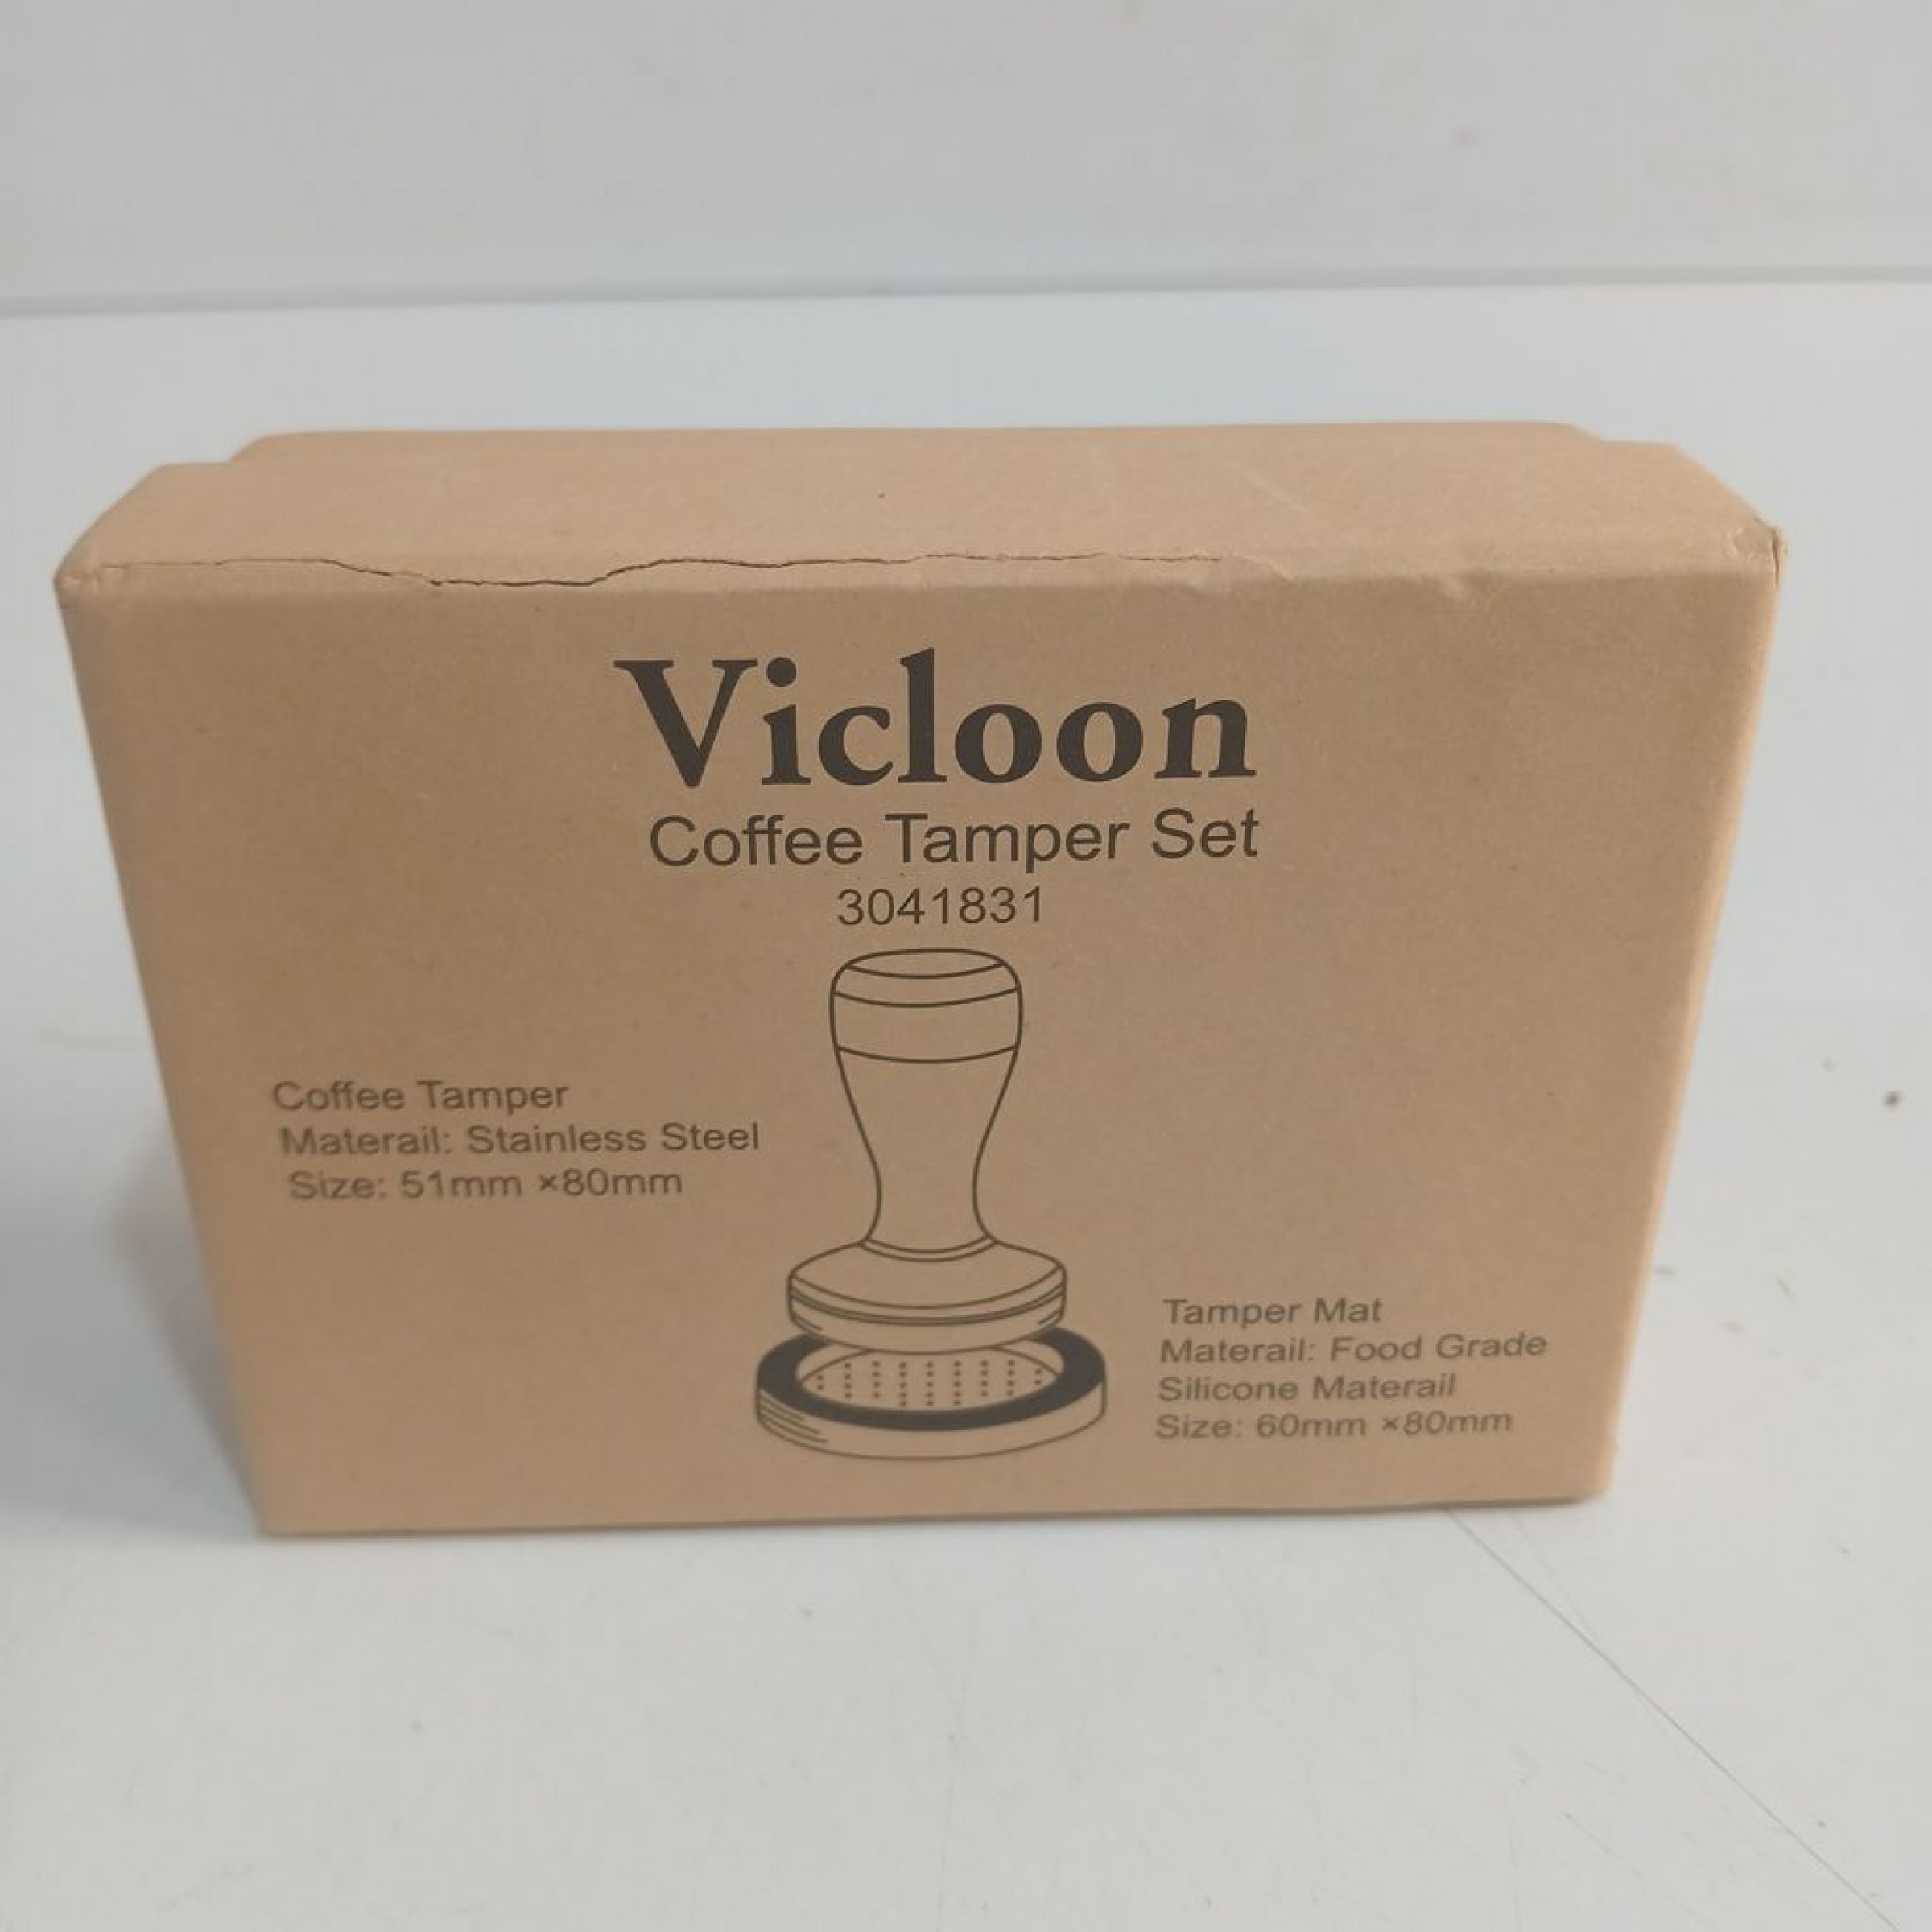 Vicloon
Coffee Tamper Set
3041831
Coffee Tamper
Materail: Stainless Steel
Size: 51mm ×80mm
Tamper Mat
Materail: Food Grade
Silicone Materail
Size: 60mm ×80mm